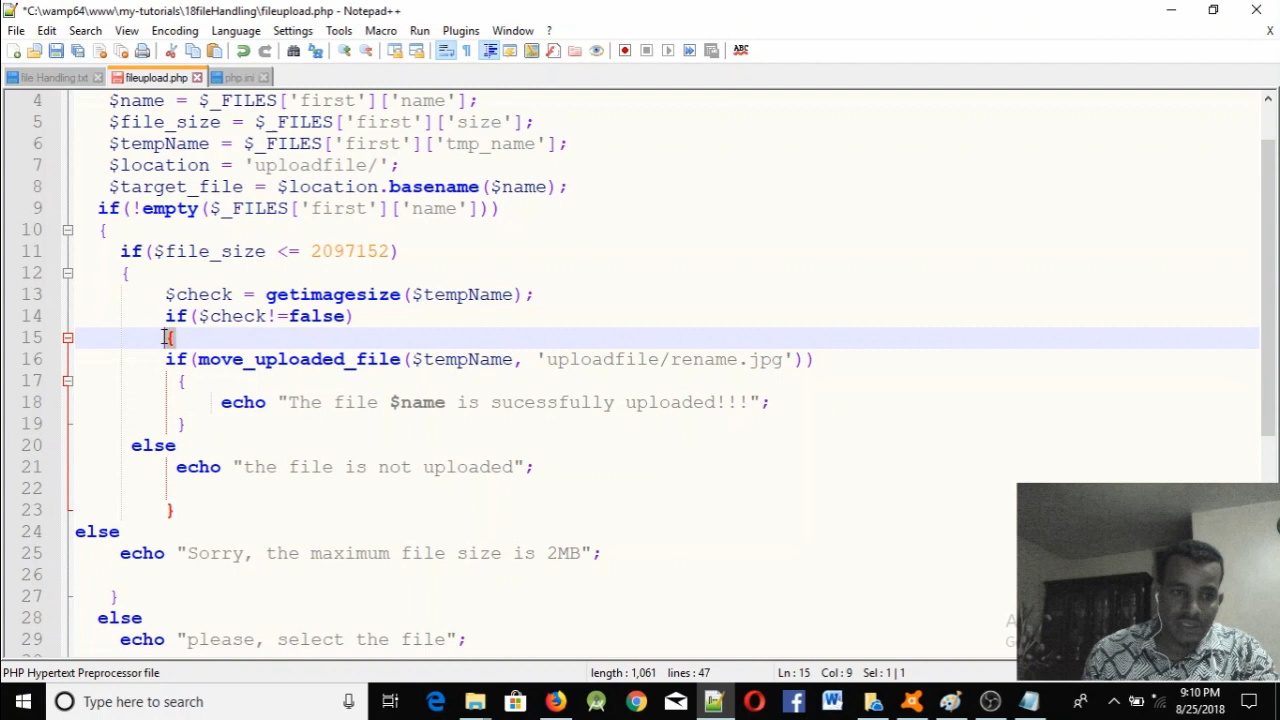 *C:\wamp64\www\my-tutorials\18fileHandling\fileupload.php - Notepad++
File Edit Search View Encoding Language Settings Tools Macro Run Plugins Window ? X
file Handling.txt fileupload.php php.ini
4 $name = $_FILES['first']['name'];
5 $file_size = $_FILES['first']['size'];
6 $tempName = $_FILES['first']['tmp_name'];
7 $location = 'uploadfile/';
8 $target_file = $location.basename($name);
9 if(!empty($_FILES['first']['name']))
10 {
11 if($file_size <= 2097152)
12 {
13 $check = getimagesize($tempName);
14 if($check!=false)
15 {
16 if(move_uploaded_file($tempName, 'uploadfile/rename.jpg'))
17 {
18 echo "The file $name is sucessfully uploaded!!!";
19 }
20 else
21 echo "the file is not uploaded";
22
23 }
24 else
25 echo "Sorry, the maximum file size is 2MB";
26
27 }
28 else
29 echo "please, select the file";
PHP Hypertext Preprocessor file length : 1,061 lines : 47 Ln : 15 Col : 9 Sel : 1 | 1
Type here to search
9:10 PM
8/25/2018